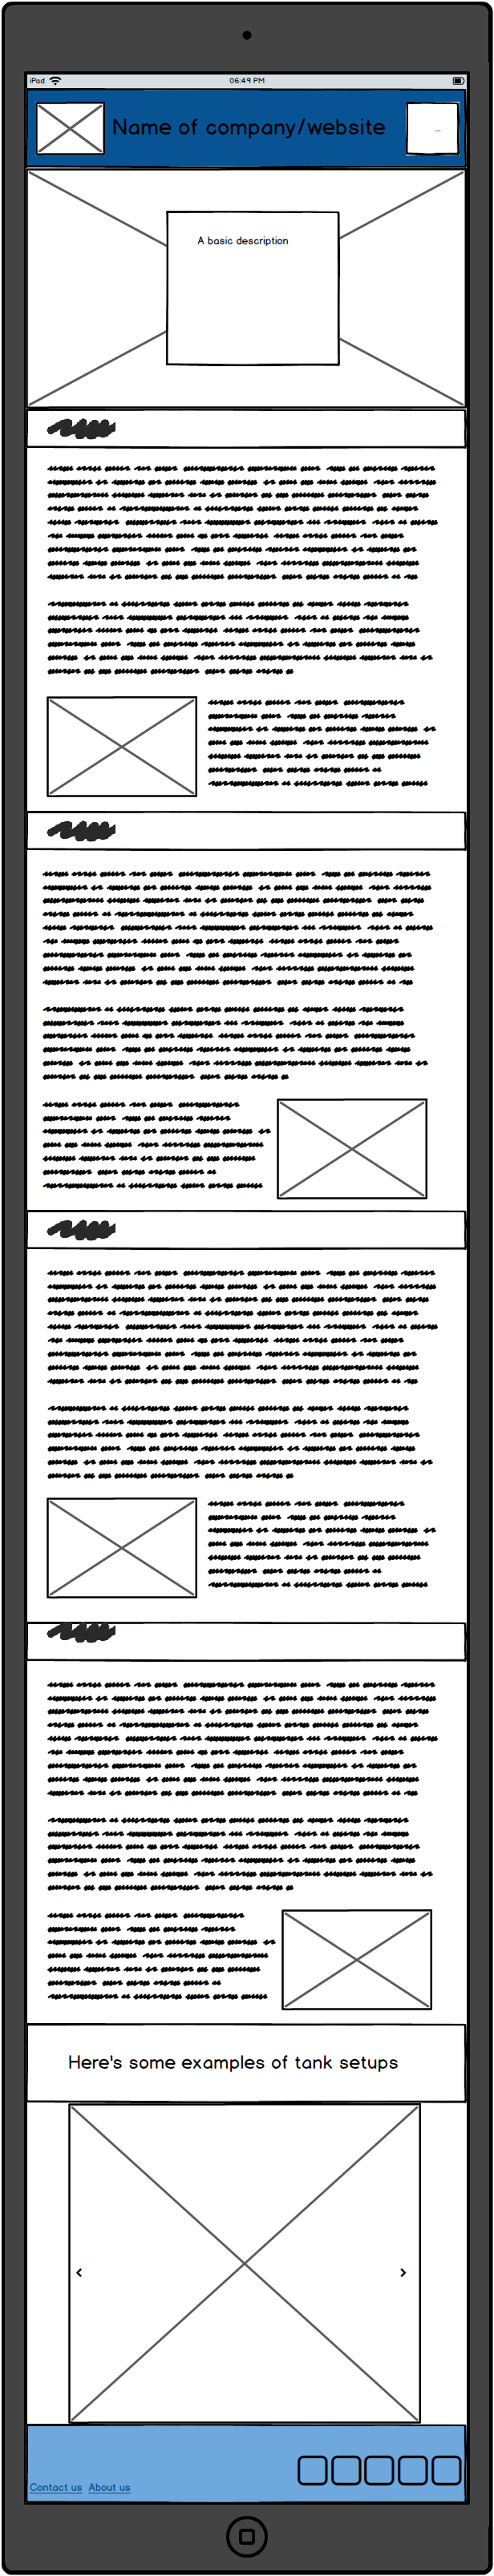 iPad 06:49 PM
Name of company/website
...
A basic description
Here's some examples of tank setups
Contact us About us